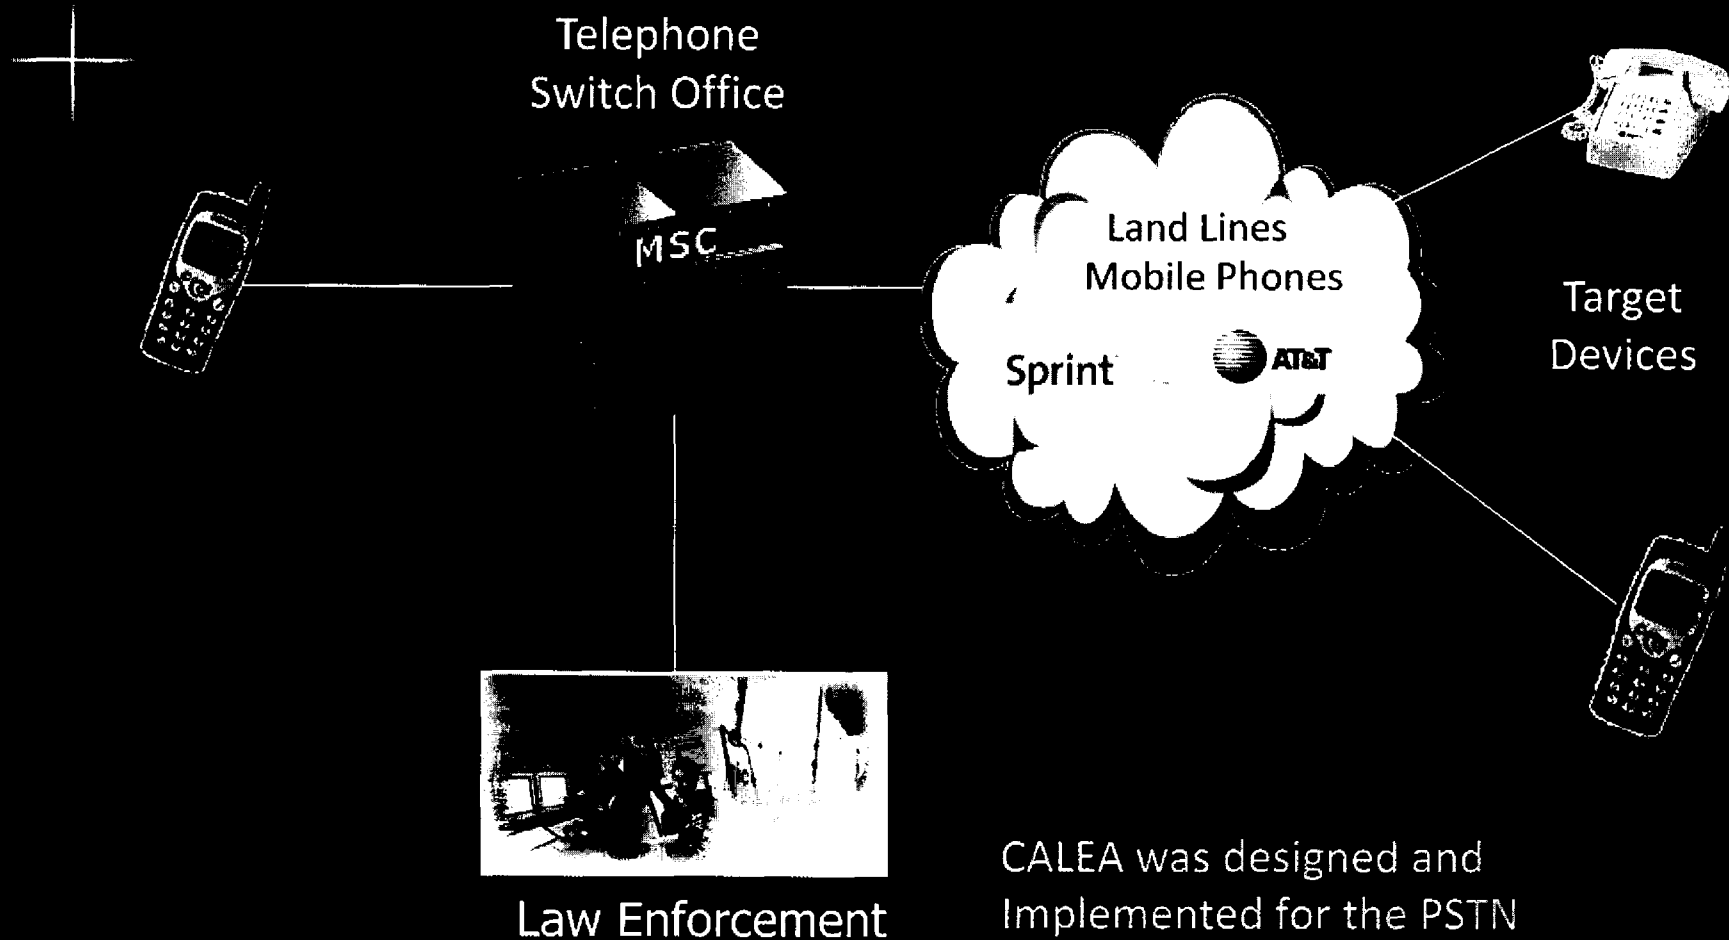 Telephone
Switch Office
MSC
Land Lines
Mobile Phones
Sprint
AT&T
Target
Devices
Law Enforcement
CALEA was designed and
Implemented for the PSTN